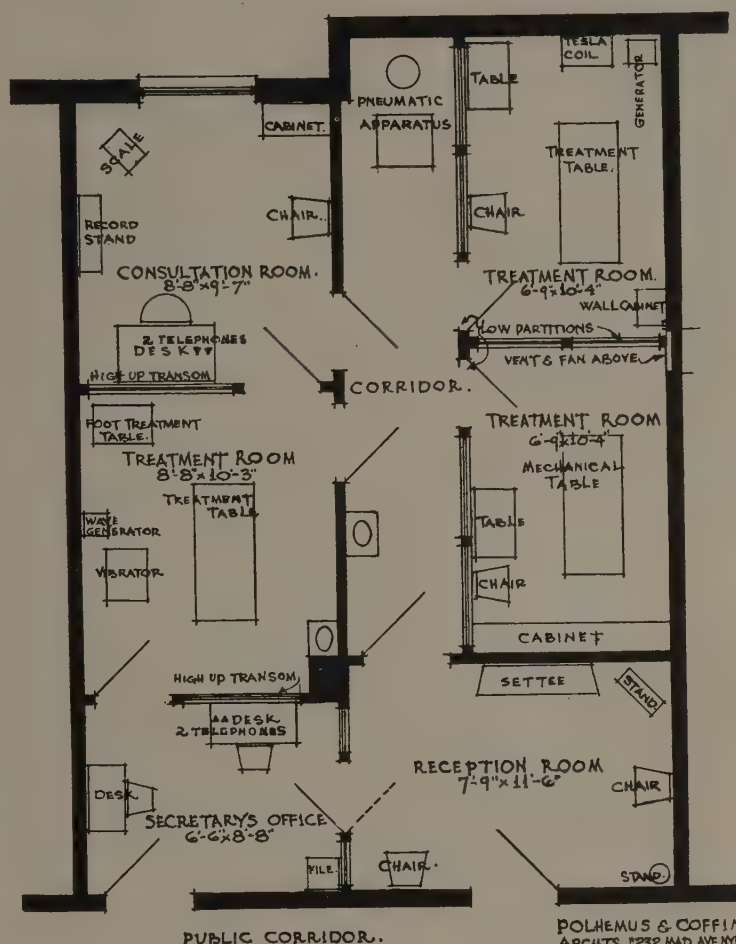 TESLA
COIL
GENERATOR
TABLE
PNEUMATIC
APPARATUS
CABINET.
SCALE
TREATMENT
TABLE.
CHAIR..
CHAIR
RECORD
STAND
CONSULTATION ROOM.
8'-8"x9'-7"
TREATMENT ROOM.
6'-9"x10'-4"
WALL CABINET
LOW PARTITIONS
VENT & FAN ABOVE
2 TELEPHONES
DESK
HIGH UP TRANSOM
CORRIDOR.
FOOT TREATMENT
TABLE.
TREATMENT ROOM
8'-8"x10'-3"
TREATMENT
TABLE
TREATMENT ROOM
6'-9"x10'-4"
MECHANICAL
TABLE
WAVE
GENERATOR
VIBRATOR
TABLE
CHAIR
CABINET
HIGH UP TRANSOM
SETTEE
STAND.
DESK
2 TELEPHONES
RECEPTION ROOM
7'-9"x11'-6"
CHAIR
DESK
SECRETARY'S OFFICE
6'-6"x8'-8"
FILE
CHAIR.
STAND.
PUBLIC CORRIDOR.
POLHEMUS & COFFIN
ARCHTS. MAD. AVE. N.Y.